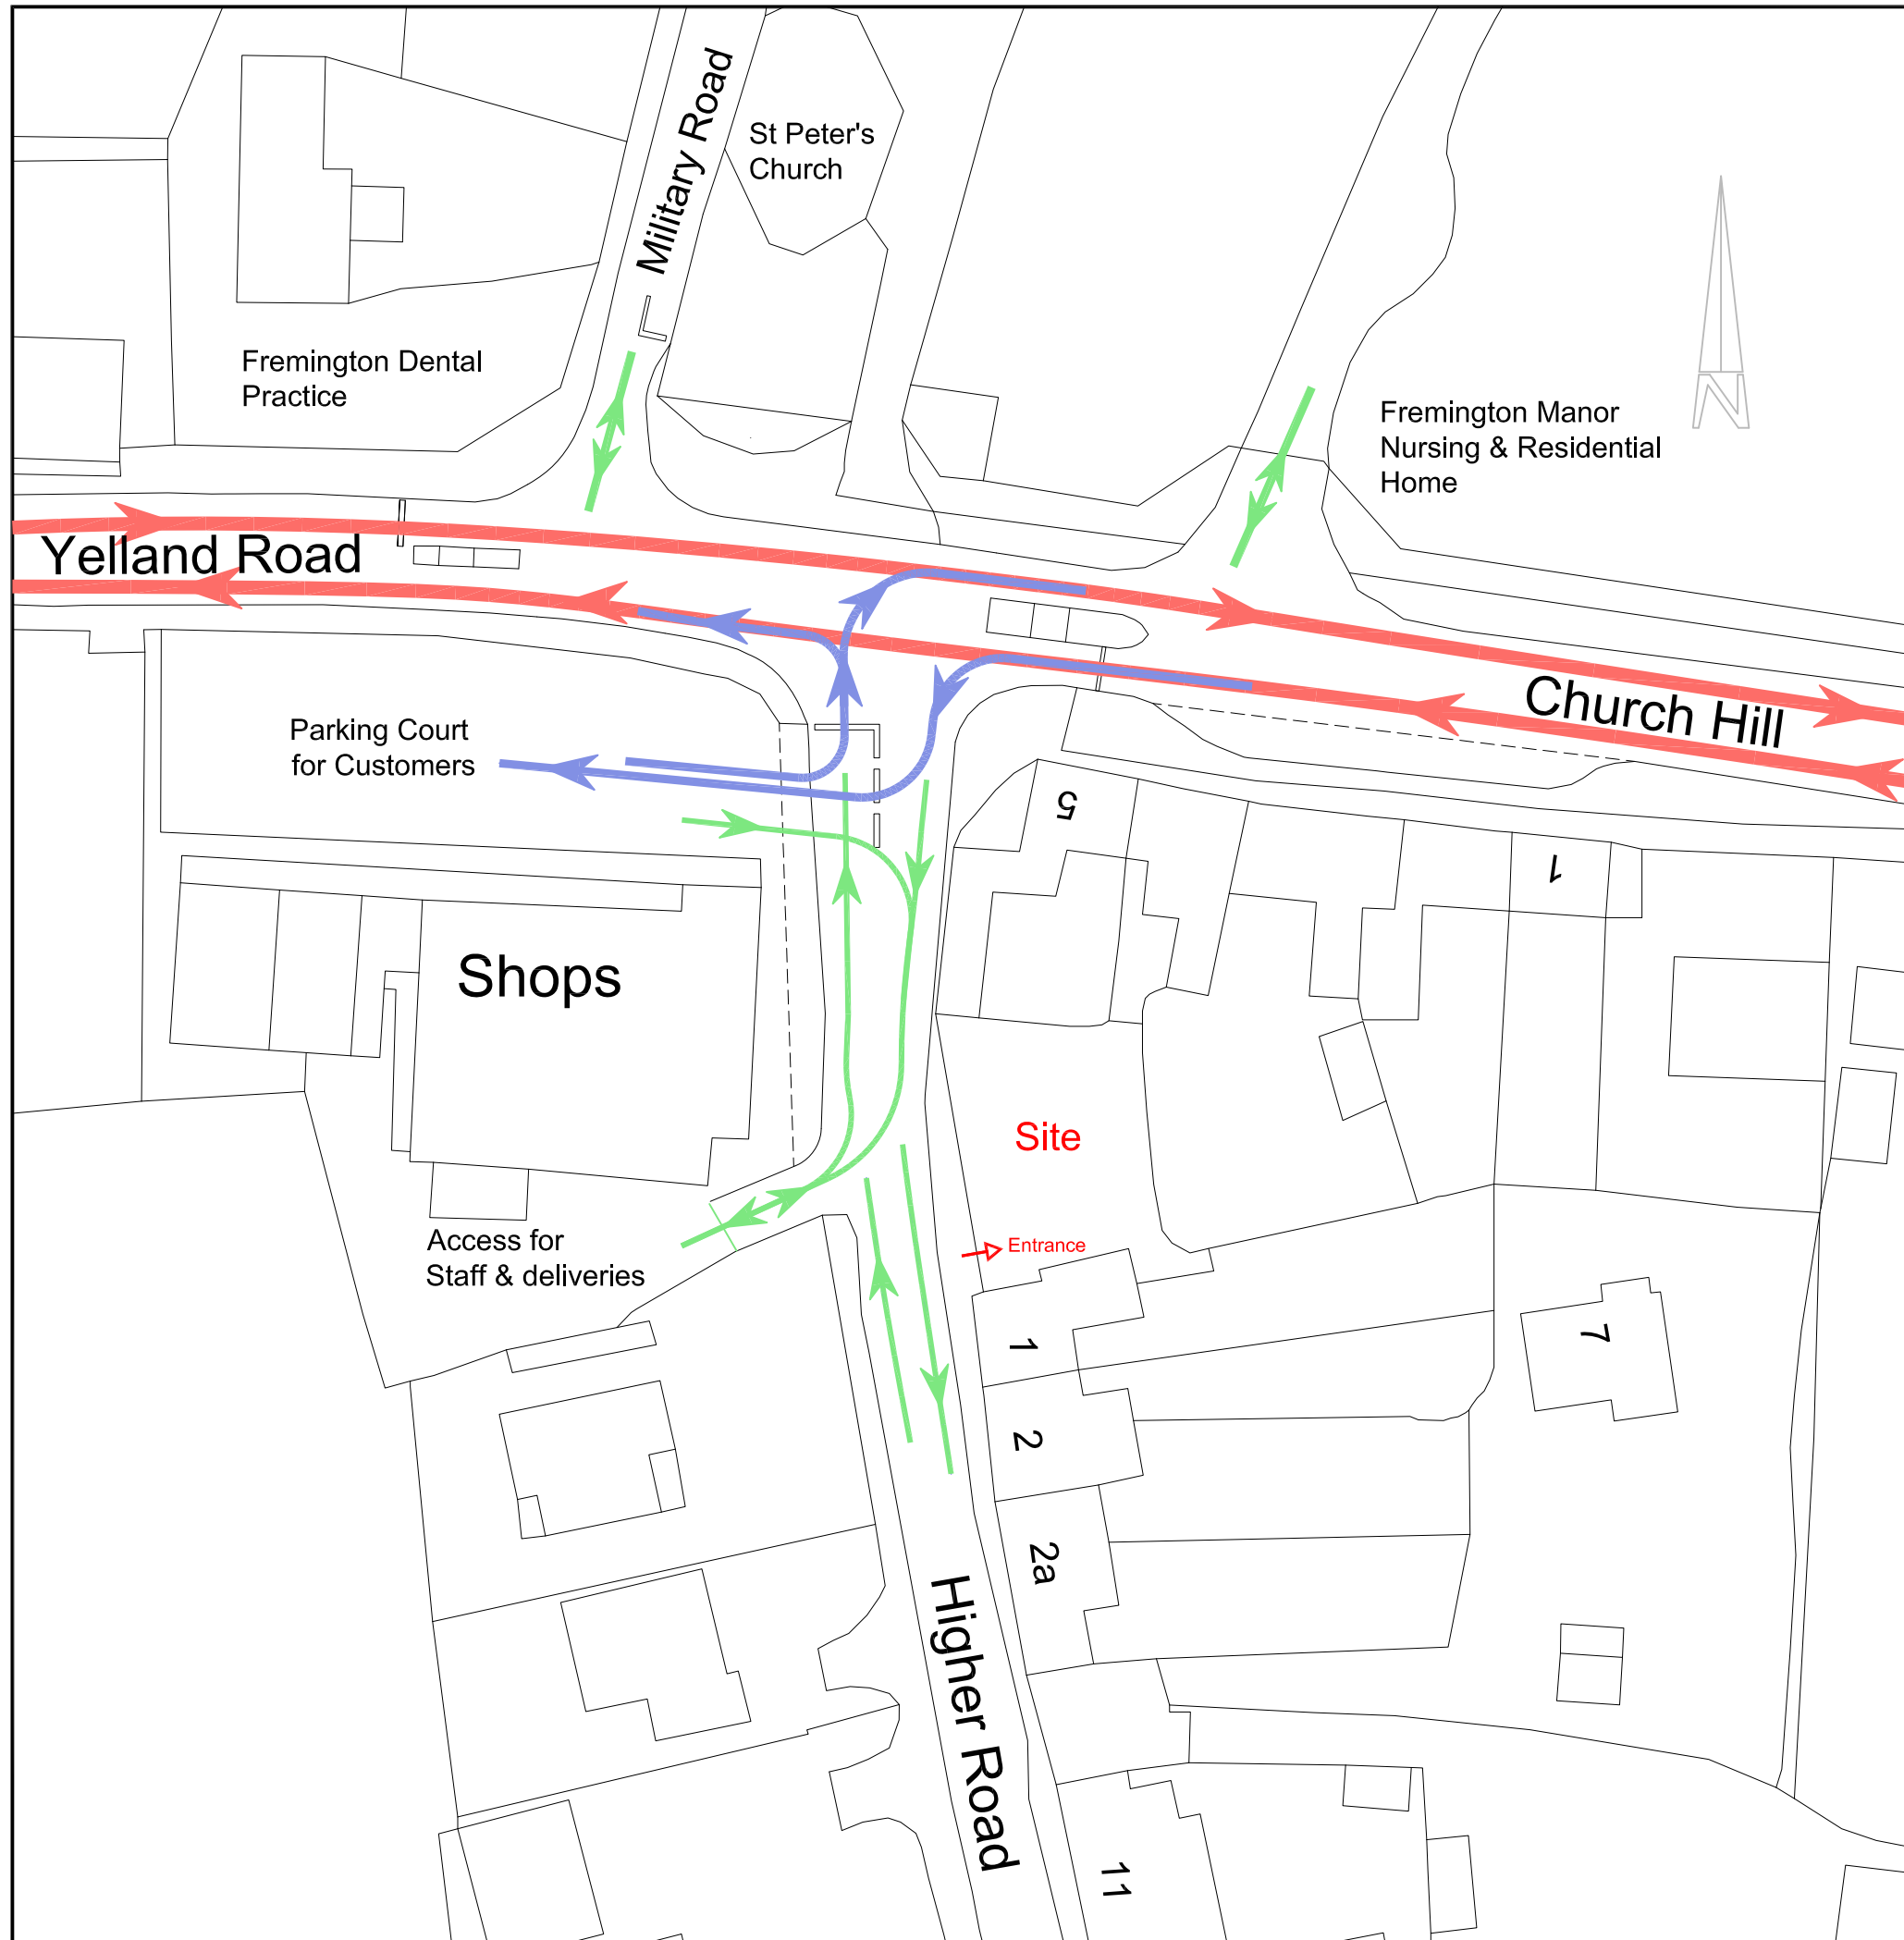 Military Road
St Peter's
Church
Fremington Dental
Practice
Fremington Manor
Nursing & Residential
Home
N
Yelland Road
Church Hill
Parking Court
for Customers
5
1
Shops
Site
Access for
Staff & deliveries
Entrance
1
7
2
2a
Higher Road
11